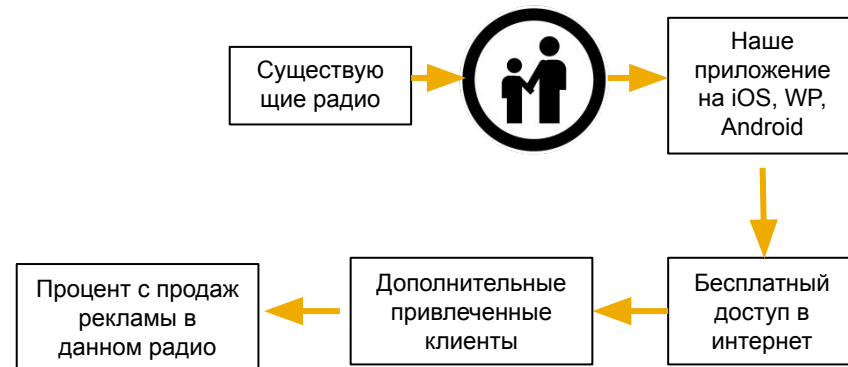 Существую
щие радио
Наше
приложение
на iOS, WP,
Android
Процент с продаж
рекламы в
данном радио
Дополнительные
привлеченные
клиенты
Бесплатный
доступ в
интернет